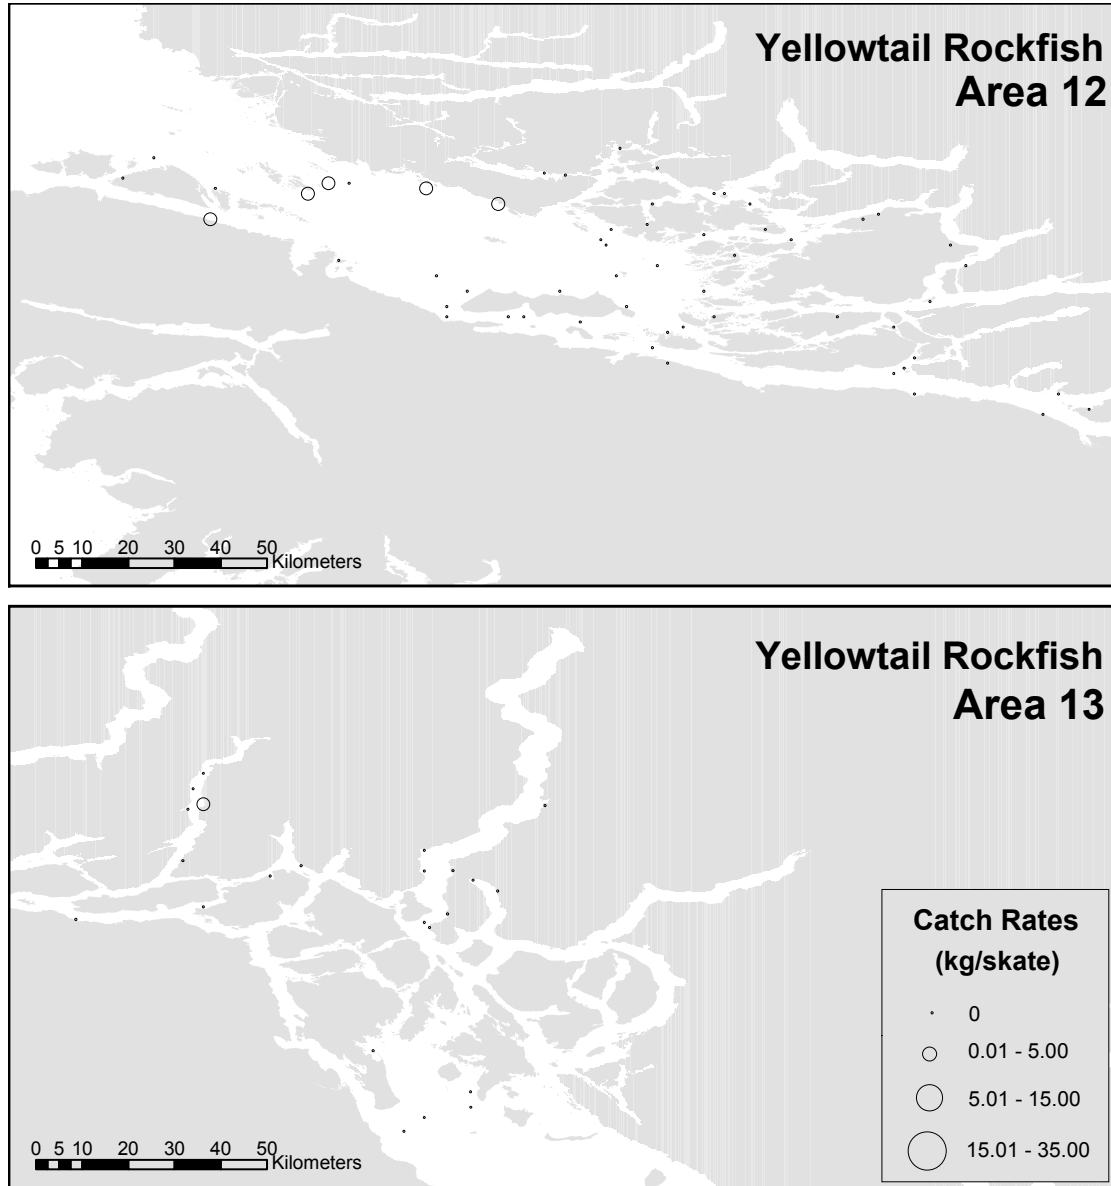 Yellowtail Rockfish
Area 12
0 5 10 20 30 40 50
Kilometers
Yellowtail Rockfish
Area 13
Catch Rates
(kg/skate)
0
0.01 - 5.00
5.01 - 15.00
15.01 - 35.00
0 5 10 20 30 40 50
Kilometers